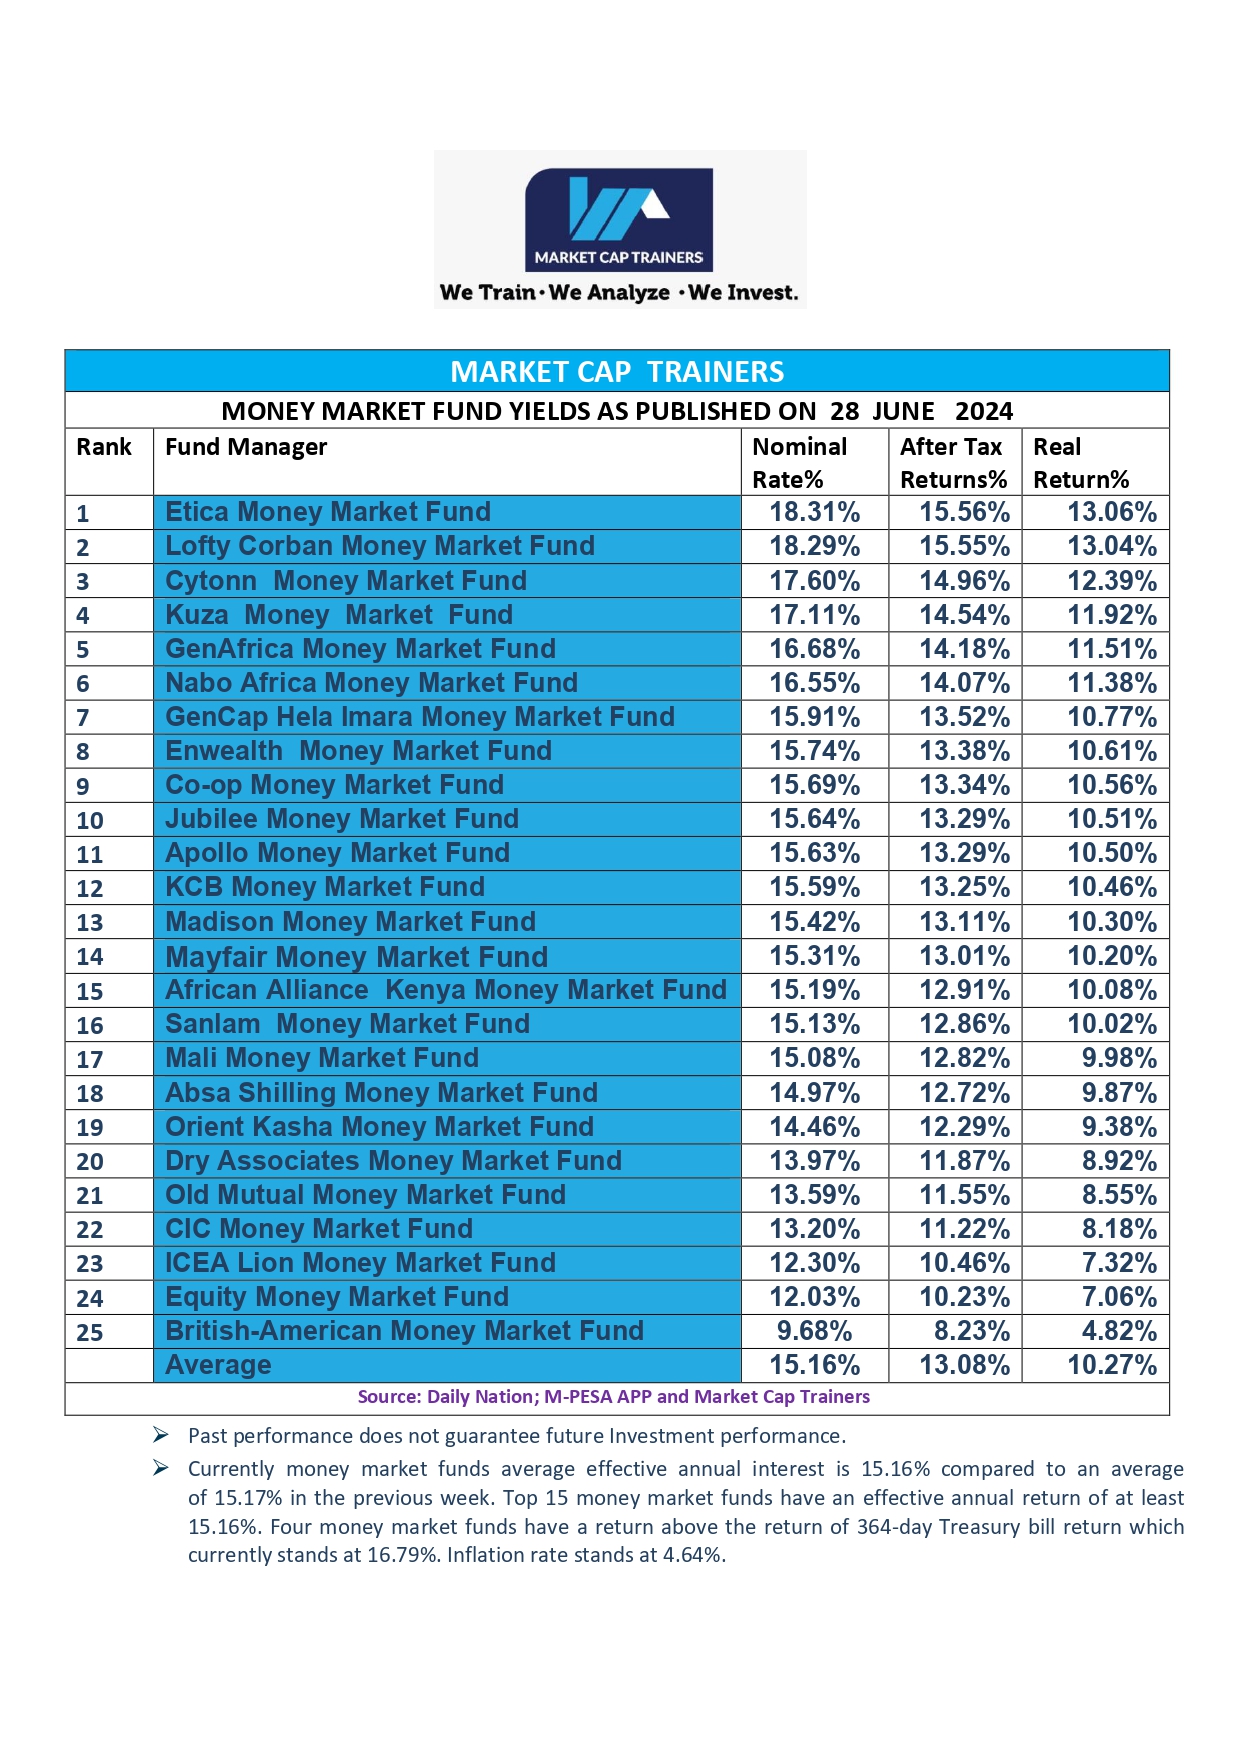 MARKET CAP TRAINERS
We Train · We Analyze · We Invest.
MARKET CAP TRAINERS
MONEY MARKET FUND YIELDS AS PUBLISHED ON 28 JUNE 2024
Rank Fund Manager Nominal Rate% After Tax Returns% Real Return%
1 Etica Money Market Fund 18.31% 15.56% 13.06%
2 Lofty Corban Money Market Fund 18.29% 15.55% 13.04%
3 Cytonn Money Market Fund 17.60% 14.96% 12.39%
4 Kuza Money Market Fund 17.11% 14.54% 11.92%
5 GenAfrica Money Market Fund 16.68% 14.18% 11.51%
6 Nabo Africa Money Market Fund 16.55% 14.07% 11.38%
7 GenCap Hela Imara Money Market Fund 15.91% 13.52% 10.77%
8 Enwealth Money Market Fund 15.74% 13.38% 10.61%
9 Co-op Money Market Fund 15.69% 13.34% 10.56%
10 Jubilee Money Market Fund 15.64% 13.29% 10.51%
11 Apollo Money Market Fund 15.63% 13.29% 10.50%
12 KCB Money Market Fund 15.59% 13.25% 10.46%
13 Madison Money Market Fund 15.42% 13.11% 10.30%
14 Mayfair Money Market Fund 15.31% 13.01% 10.20%
15 African Alliance Kenya Money Market Fund 15.19% 12.91% 10.08%
16 Sanlam Money Market Fund 15.13% 12.86% 10.02%
17 Mali Money Market Fund 15.08% 12.82% 9.98%
18 Absa Shilling Money Market Fund 14.97% 12.72% 9.87%
19 Orient Kasha Money Market Fund 14.46% 12.29% 9.38%
20 Dry Associates Money Market Fund 13.97% 11.87% 8.92%
21 Old Mutual Money Market Fund 13.59% 11.55% 8.55%
22 CIC Money Market Fund 13.20% 11.22% 8.18%
23 ICEA Lion Money Market Fund 12.30% 10.46% 7.32%
24 Equity Money Market Fund 12.03% 10.23% 7.06%
25 British-American Money Market Fund 9.68% 8.23% 4.82%
Average 15.16% 13.08% 10.27%
Source: Daily Nation; M-PESA APP and Market Cap Trainers
➢ Past performance does not guarantee future Investment performance.
➢ Currently money market funds average effective annual interest is 15.16% compared to an average
of 15.17% in the previous week. Top 15 money market funds have an effective annual return of at least
15.16%. Four money market funds have a return above the return of 364-day Treasury bill return which
currently stands at 16.79%. Inflation rate stands at 4.64%.